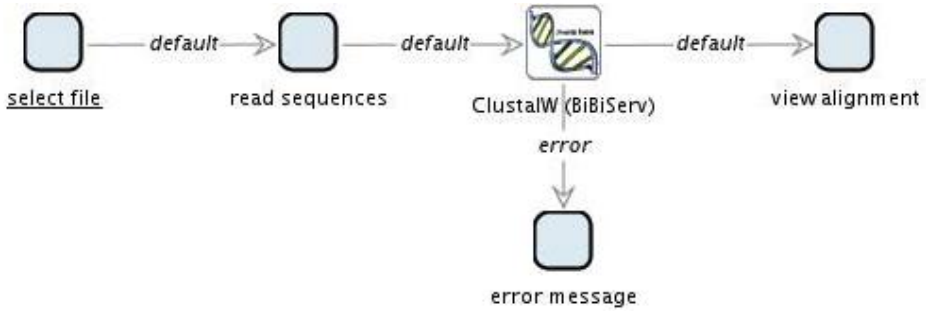 default
default
default
select file
read sequences
ClustalW (BiBiServ)
view alignment
error
error message